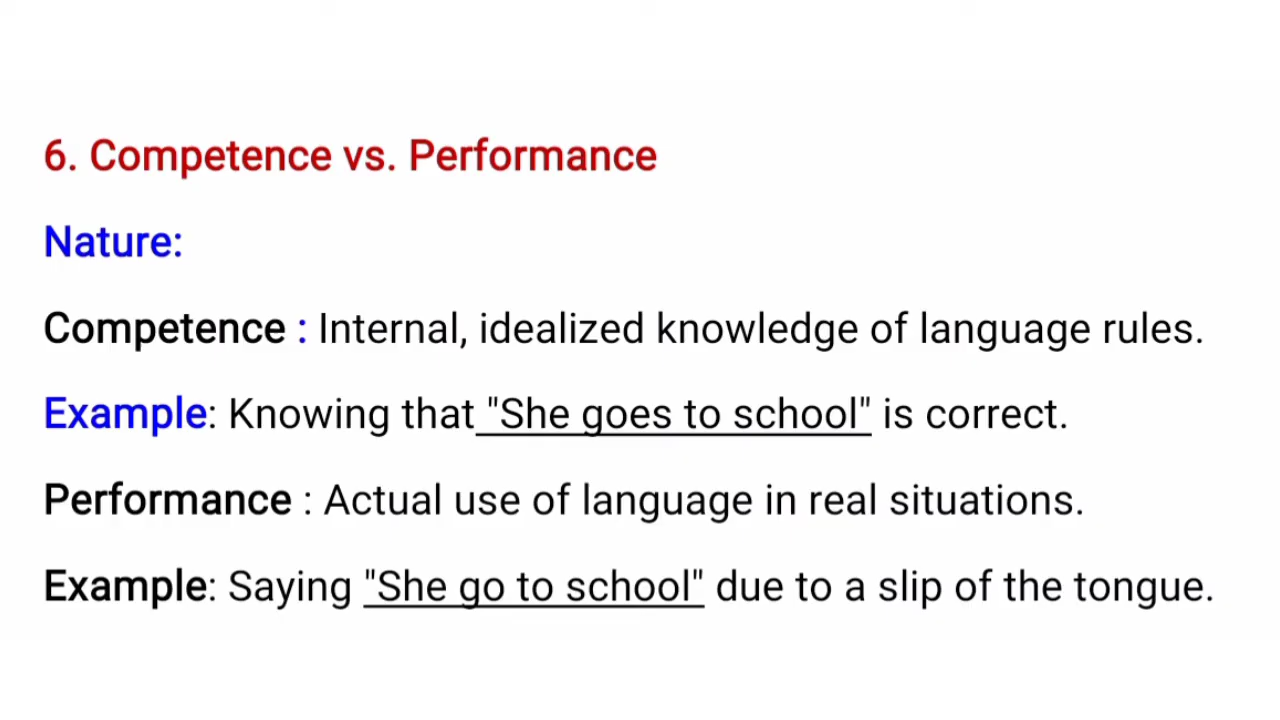 6. Competence vs. Performance
Nature:
Competence : Internal, idealized knowledge of language rules.
Example: Knowing that "She goes to school" is correct.
Performance : Actual use of language in real situations.
Example: Saying "She go to school" due to a slip of the tongue.